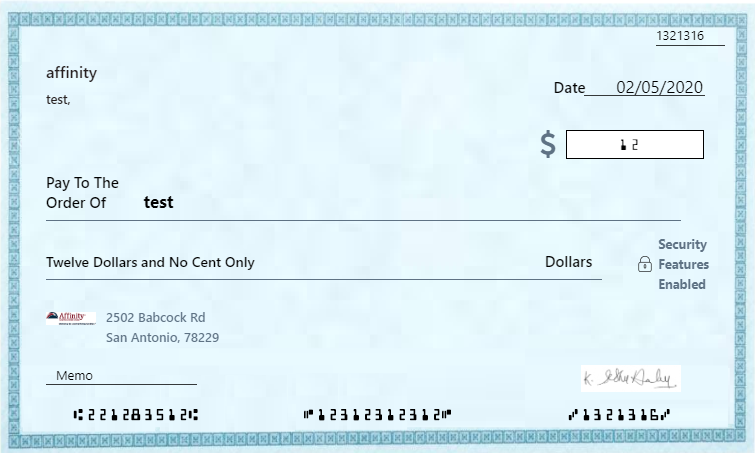 1321316
affinity
Date 02/05/2020
test,
$ 12
Pay To The
Order Of test
Twelve Dollars and No Cent Only Dollars
Security
Features
Enabled
Affinity
2502 Babcock Rd
San Antonio, 78229
Memo
⑆221283512⑆ ⑈12312312312⑈ ⑇1321316⑇